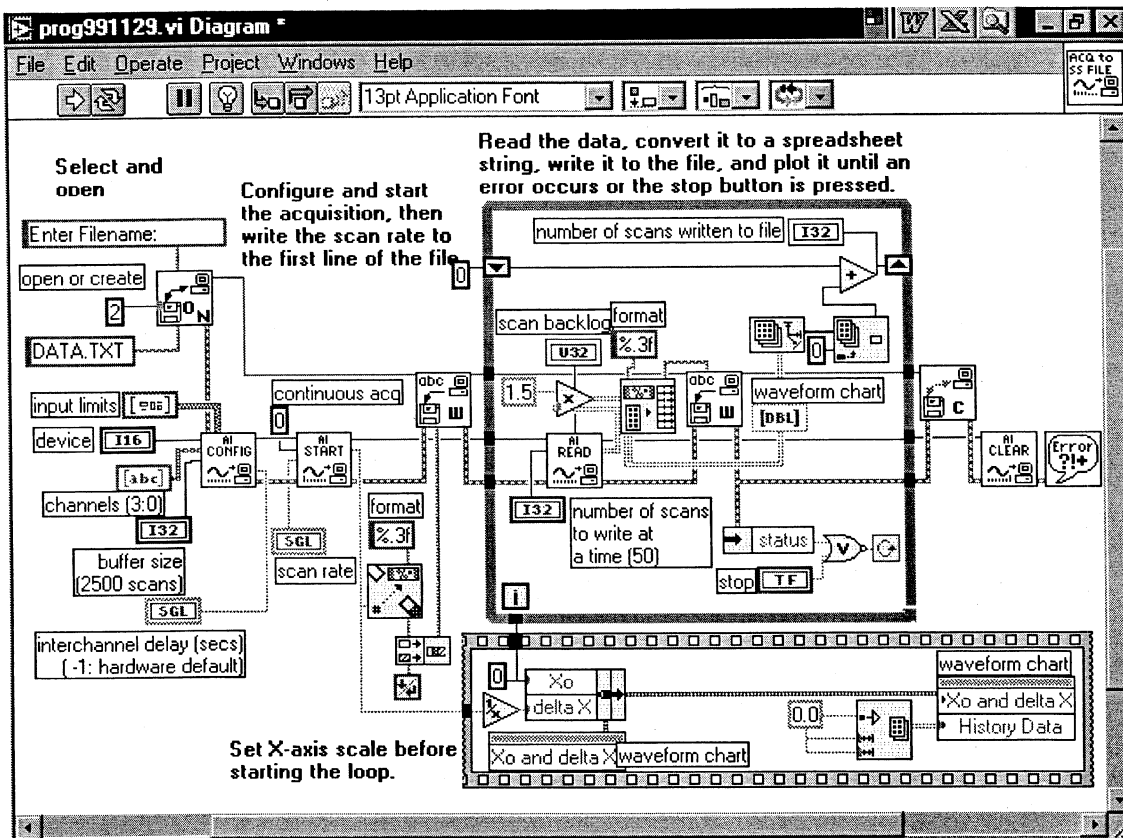 prog991129.vi Diagram *
File Edit Operate Project Windows Help
ACQ to
SS FILE
13pt Application Font
Select and
open
Configure and start
the acquisition, then
write the scan rate to
the first line of the file.
Read the data, convert it to a spreadsheet
string, write it to the file, and plot it until an
error occurs or the stop button is pressed.
Enter Filename:
open or create
2
DATA.TXT
input limits
device
I16
channels (3:0)
[abc]
I32
buffer size
(2500 scans)
SGL
interchannel delay (secs)
(-1: hardware default)
AI
CONFIG
continuous acq
0
AI
START
SGL
scan rate
format
%.3f
abc
W
0
number of scans written to file
I32
+
scan backlog
U32
format
%.3f
1.5
x
AI
READ
I32
number of scans
to write at
a time (50)
abc
W
0
waveform chart
[DBL]
status
stop
TF
V
i
C
AI
CLEAR
Error
?!+
Set X-axis scale before
starting the loop.
0
Xo
delta X
1/x
Xo and delta X
waveform chart
0.0
waveform chart
Xo and delta X
History Data